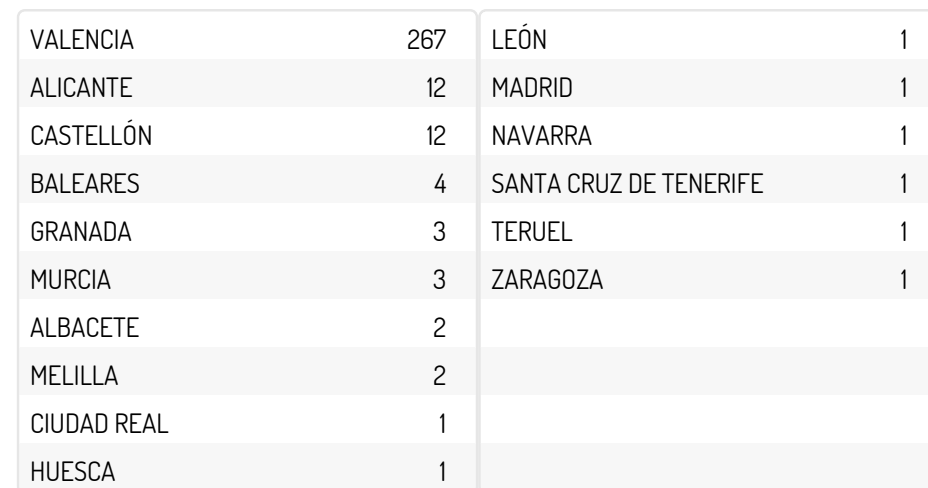 VALENCIA 267
ALICANTE 12
CASTELLÓN 12
BALEARES 4
GRANADA 3
MURCIA 3
ALBACETE 2
MELILLA 2
CIUDAD REAL 1
HUESCA 1
LEÓN 1
MADRID 1
NAVARRA 1
SANTA CRUZ DE TENERIFE 1
TERUEL 1
ZARAGOZA 1